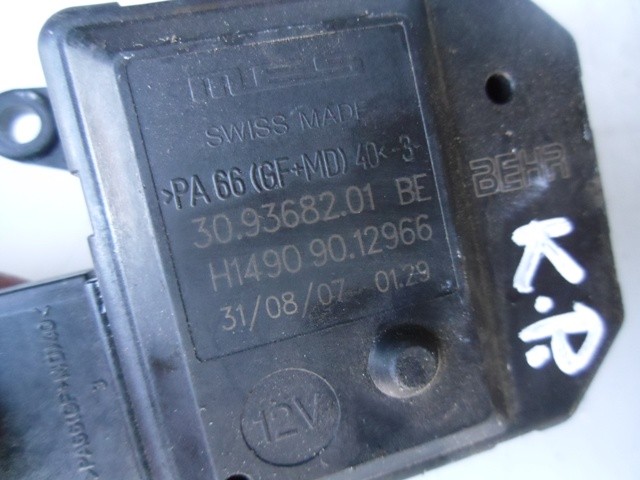 SWISS MADE
>PA 66 (GF+MD) 40< -3-
30.93682.01 BE
H1490 90.12966
31/08/07 01.29
12V
BEHR
K.P.